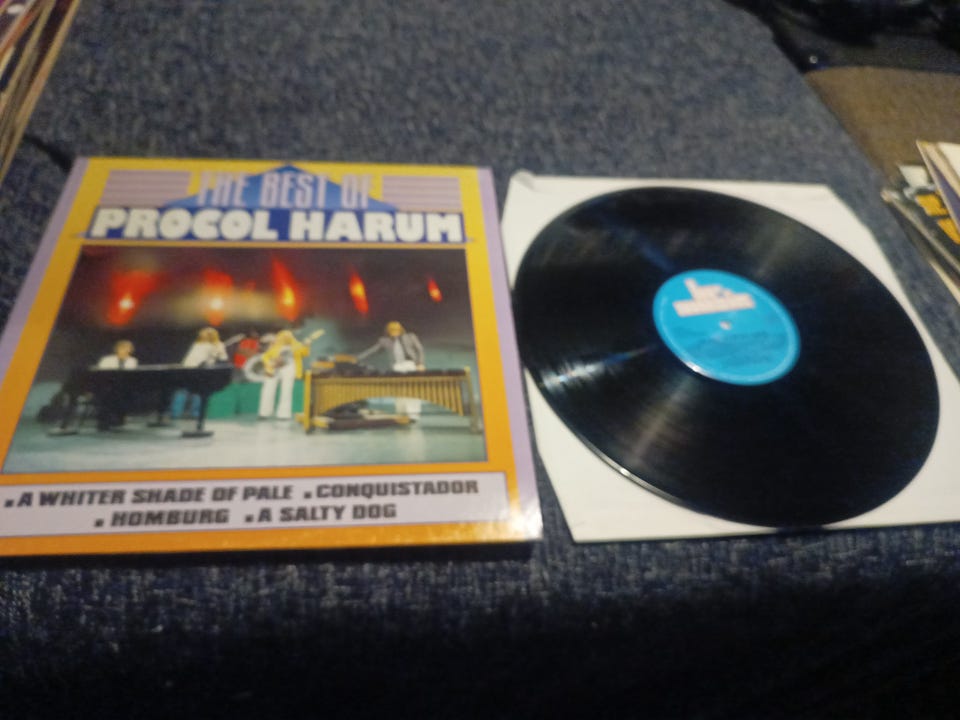 THE BEST OF
PROCOL HARUM
▪ A WHITER SHADE OF PALE ▪ CONQUISTADOR
▪ HOMBURG ▪ A SALTY DOG